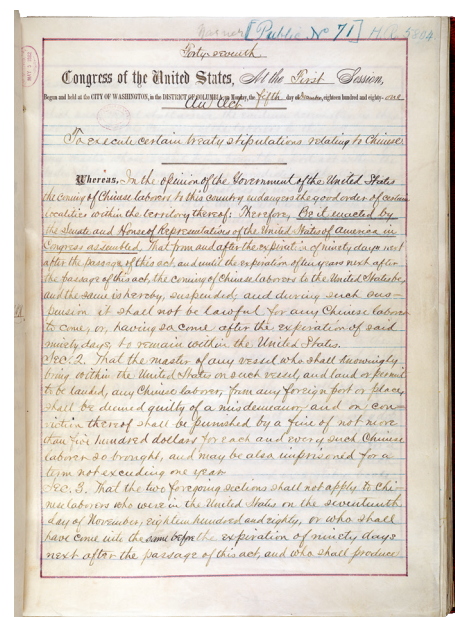 [Public Nº 71] H.R. 5804.
Forty-seventh
Congress of the United States, At the First Session,
Begun and held at the CITY OF WASHINGTON, in the DISTRICT OF COLUMBIA, on Monday, the fifth day of December, eighteen hundred and eighty-one
An Act
To execute certain treaty stipulations relating to Chinese.
Whereas, In the opinion of the Government of the United States
the coming of Chinese laborers to this country endangers the good order of certain
localities within the territory thereof: Therefore, Be it enacted by
the Senate and House of Representatives of the United States of America in
Congress assembled, That from and after the expiration of ninety days next
after the passage of this act, and until the expiration of ten years next after
the passage of this act, the coming of Chinese laborers to the United States be,
and the same is hereby, suspended; and during such sus-
pension it shall not be lawful for any Chinese laborer
to come, or, having so come after the expiration of said
ninety days, to remain within the United States.
Sec. 2. That the master of any vessel who shall knowingly
bring within the United States on such vessel, and land or permit
to be landed, any Chinese laborer, from any foreign port or place,
shall be deemed guilty of a misdemeanor, and on con-
viction thereof shall be punished by a fine of not more
than five hundred dollars for each and every such Chinese
laborer so brought, and may be also imprisoned for a
term not exceeding one year.
Sec. 3. That the two foregoing sections shall not apply to Chi-
nese laborers who were in the United States on the seventeenth
day of November, eighteen hundred and eighty, or who shall
have come into the same before the expiration of ninety days
next after the passage of this act, and who shall produce